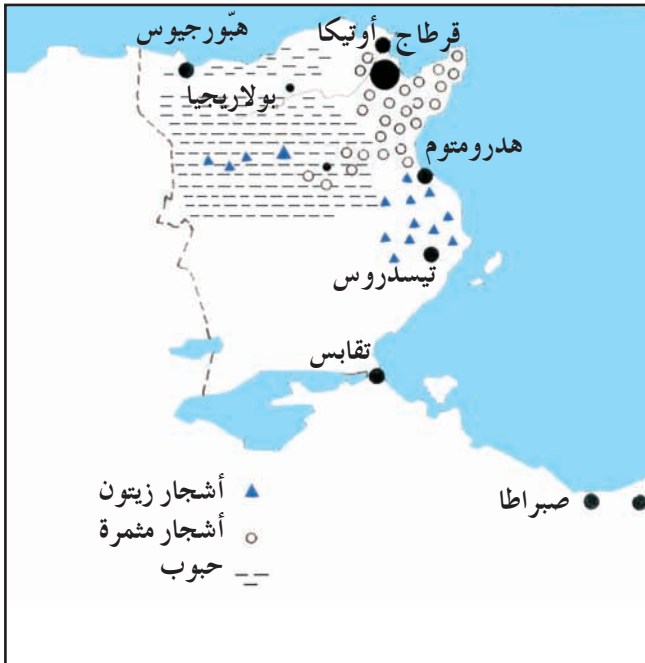 قرطاج
أوتيكا
هبّورجيوس
بولاريجيا
هدرومتوم
تيسدروس
تقابس
صبراطا
أشجار زيتون
أشجار مثمرة
حبوب